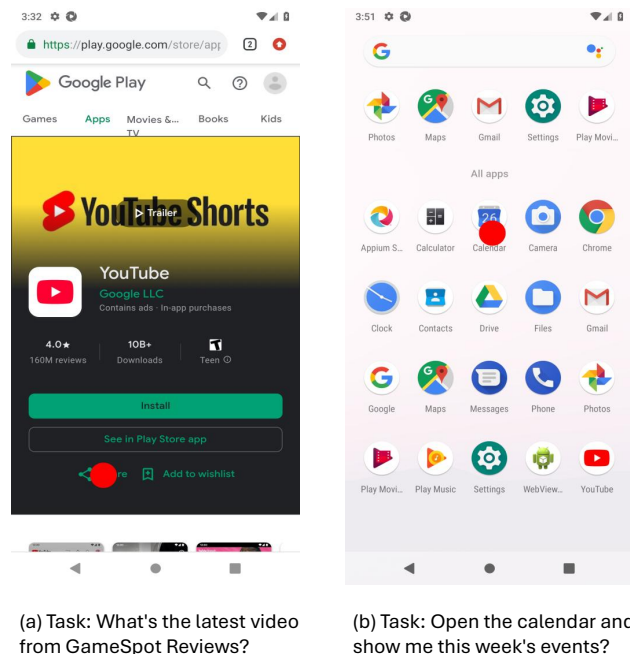 3:32
https://play.google.com/store/app
2
Google Play
Games Apps Movies &... TV Books Kids
YouTube Shorts
Trailer
YouTube
Google LLC
Contains ads · In-app purchases
4.0★ 10B+ T
160M reviews Downloads Teen
Install
See in Play Store app
re Add to wishlist
(a) Task: What's the latest video
from GameSpot Reviews?
3:51
G
Photos Maps Gmail Settings Play Movi...
All apps
26
Appium S... Calculator Calendar Camera Chrome
Clock Contacts Drive Files Gmail
G
Google Maps Messages Phone Photos
Play Movi... Play Music Settings WebView... YouTube
(b) Task: Open the calendar and
show me this week's events?